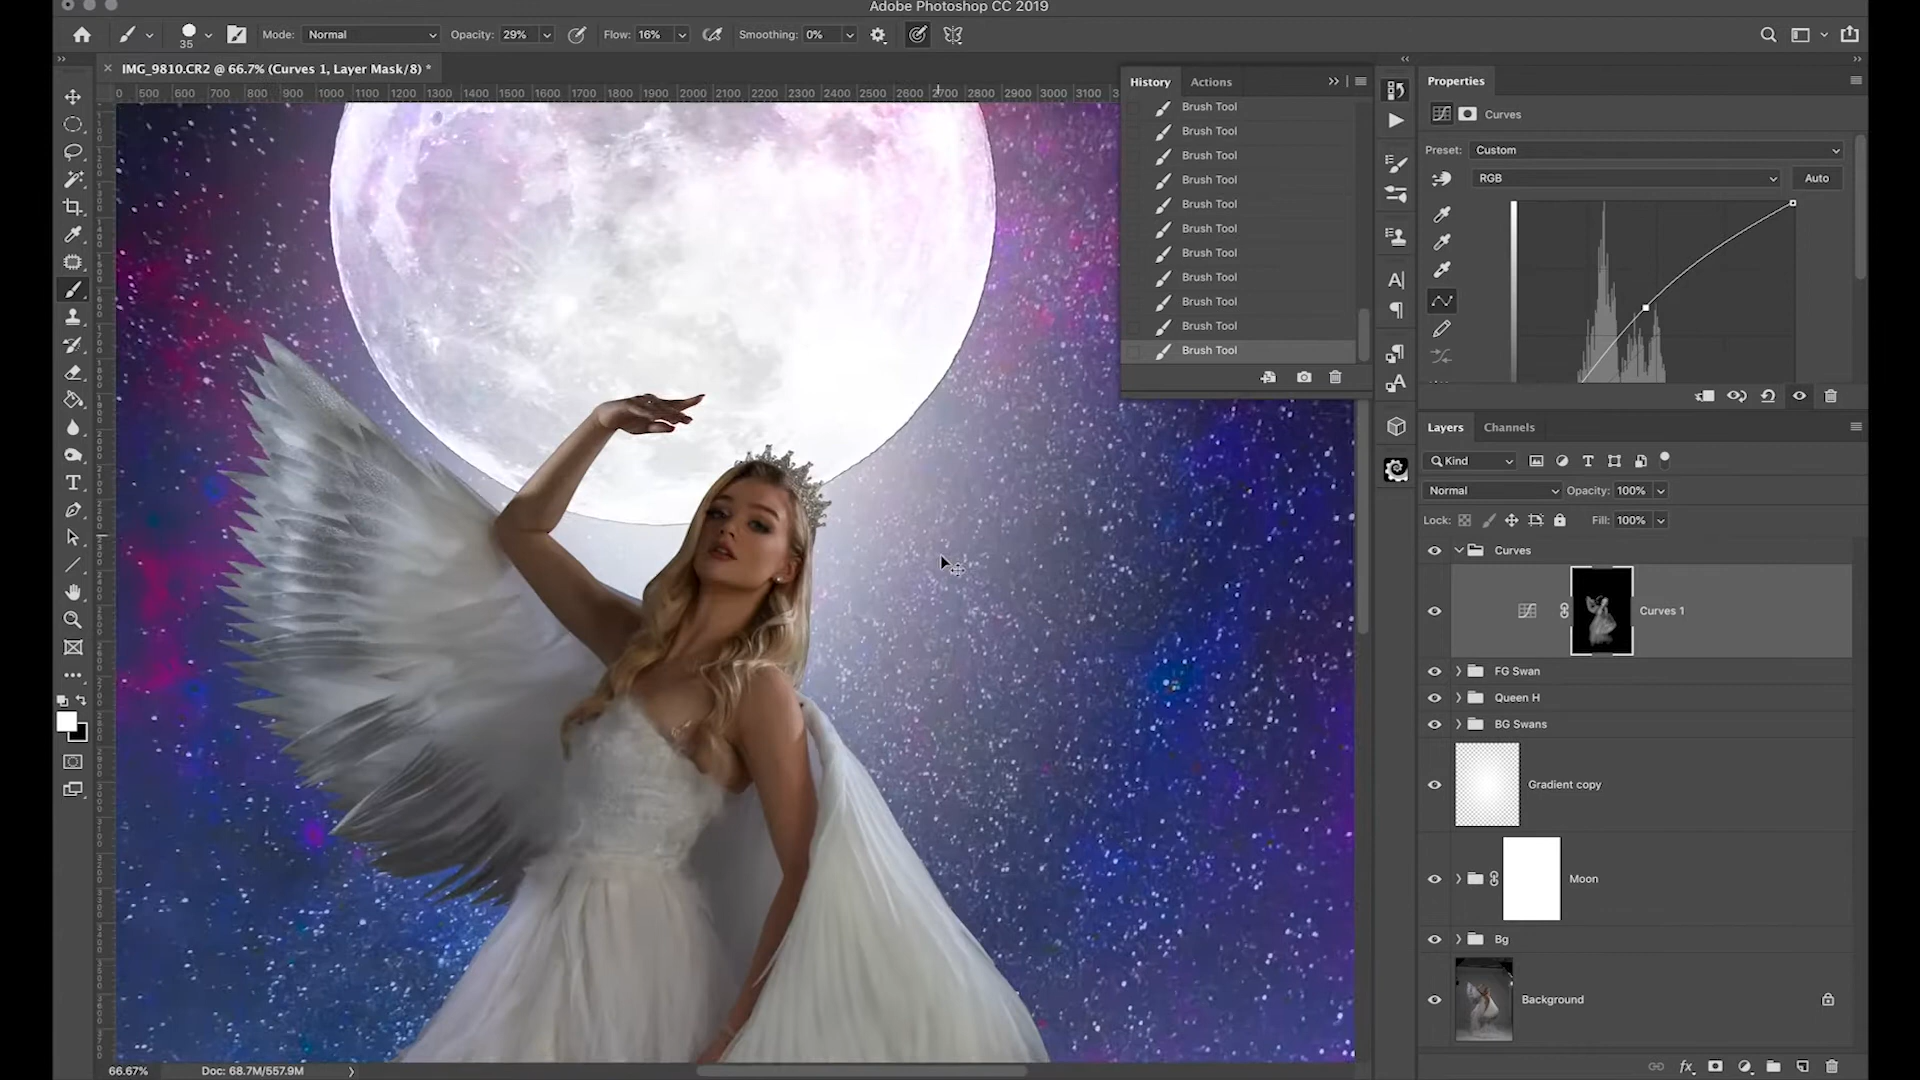 Adobe Photoshop CC 2019
35
Mode: Normal
Opacity: 29%
Flow: 16%
Smoothing: 0%
IMG_9810.CR2 @ 66.7% (Curves 1, Layer Mask/8) *
0 500 600 700 800 900 1000 1100 1200 1300 1400 1500 1600 1700 1800 1900 2000 2100 2200 2300 2400 2500 2600 2700 2800 2900 3000 3100
History
Actions
Brush Tool
Brush Tool
Brush Tool
Brush Tool
Brush Tool
Brush Tool
Brush Tool
Brush Tool
Brush Tool
Brush Tool
Brush Tool
Properties
Curves
Preset: Custom
RGB
Auto
Layers
Channels
Kind
Normal
Opacity: 100%
Lock:
Fill: 100%
Curves
Curves 1
FG Swan
Queen H
BG Swans
Gradient copy
Moon
Bg
Background
66.67%
Doc: 68.7M/557.9M